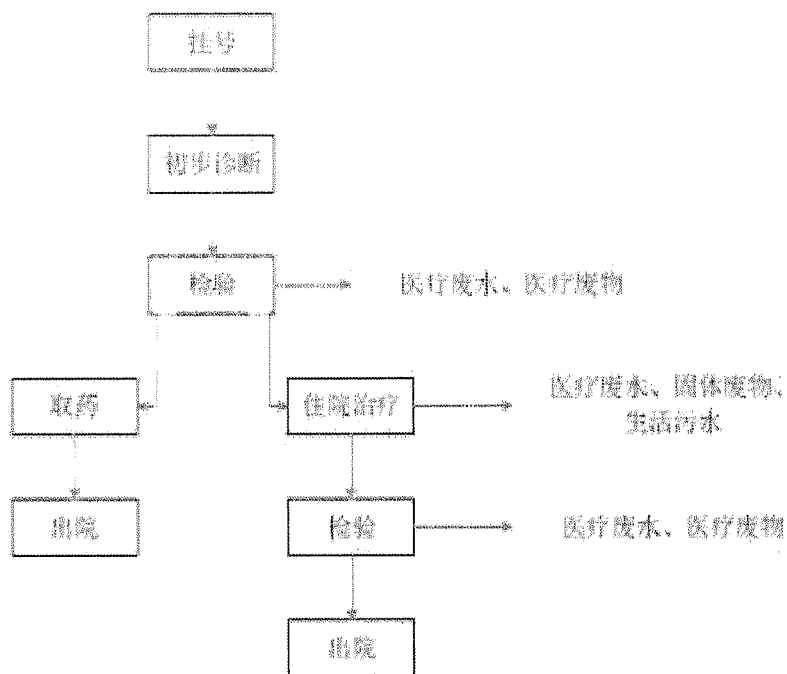 挂号
初步诊断
检验
医疗废水、医疗废物
取药
住院治疗
医疗废水、固体废物、
生活污水
出院
检验
医疗废水、医疗废物
出院